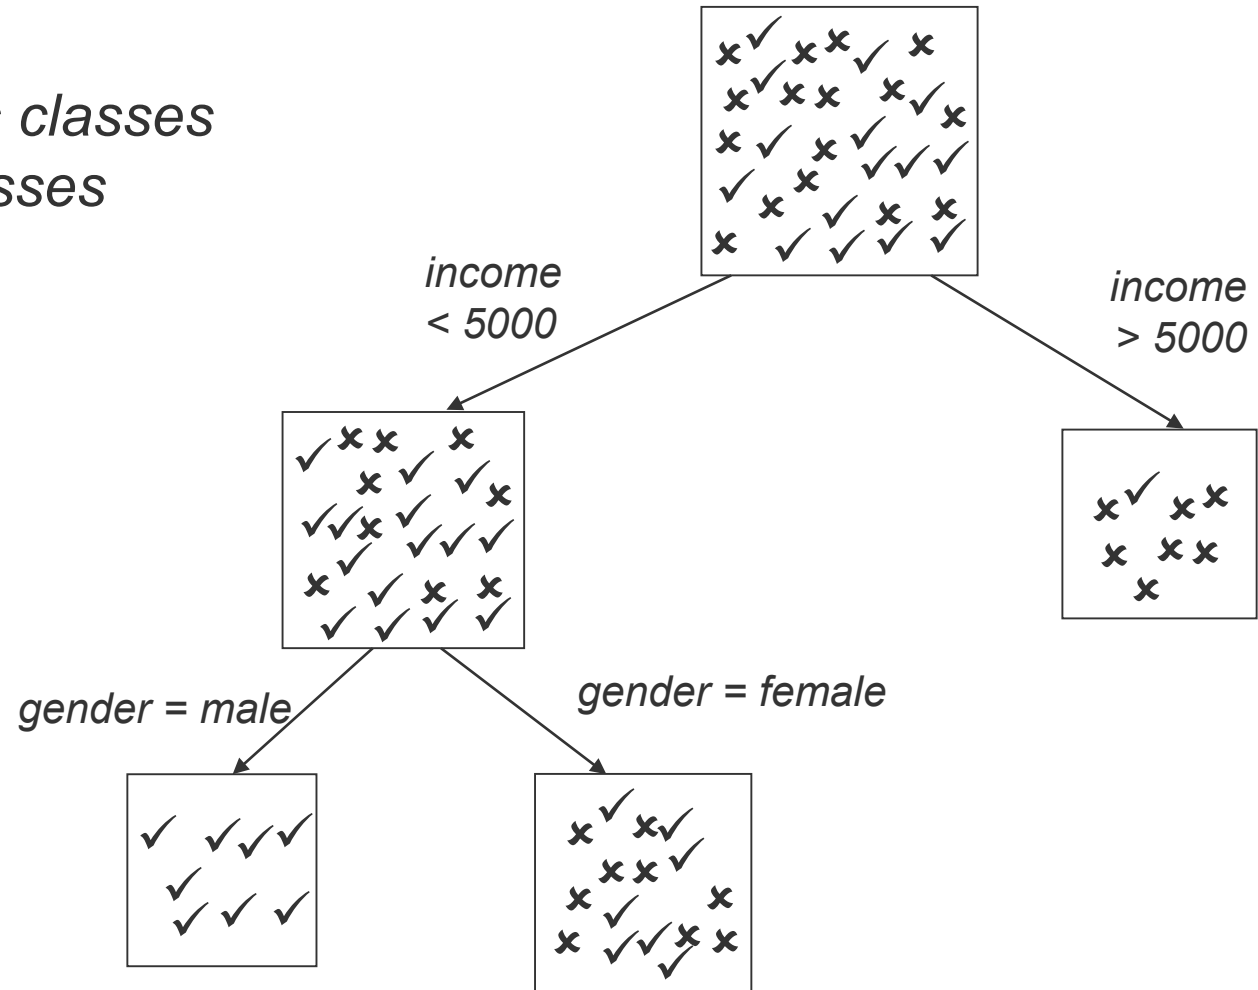 classes
sses
income
< 5000
income
> 5000
gender = male
gender = female